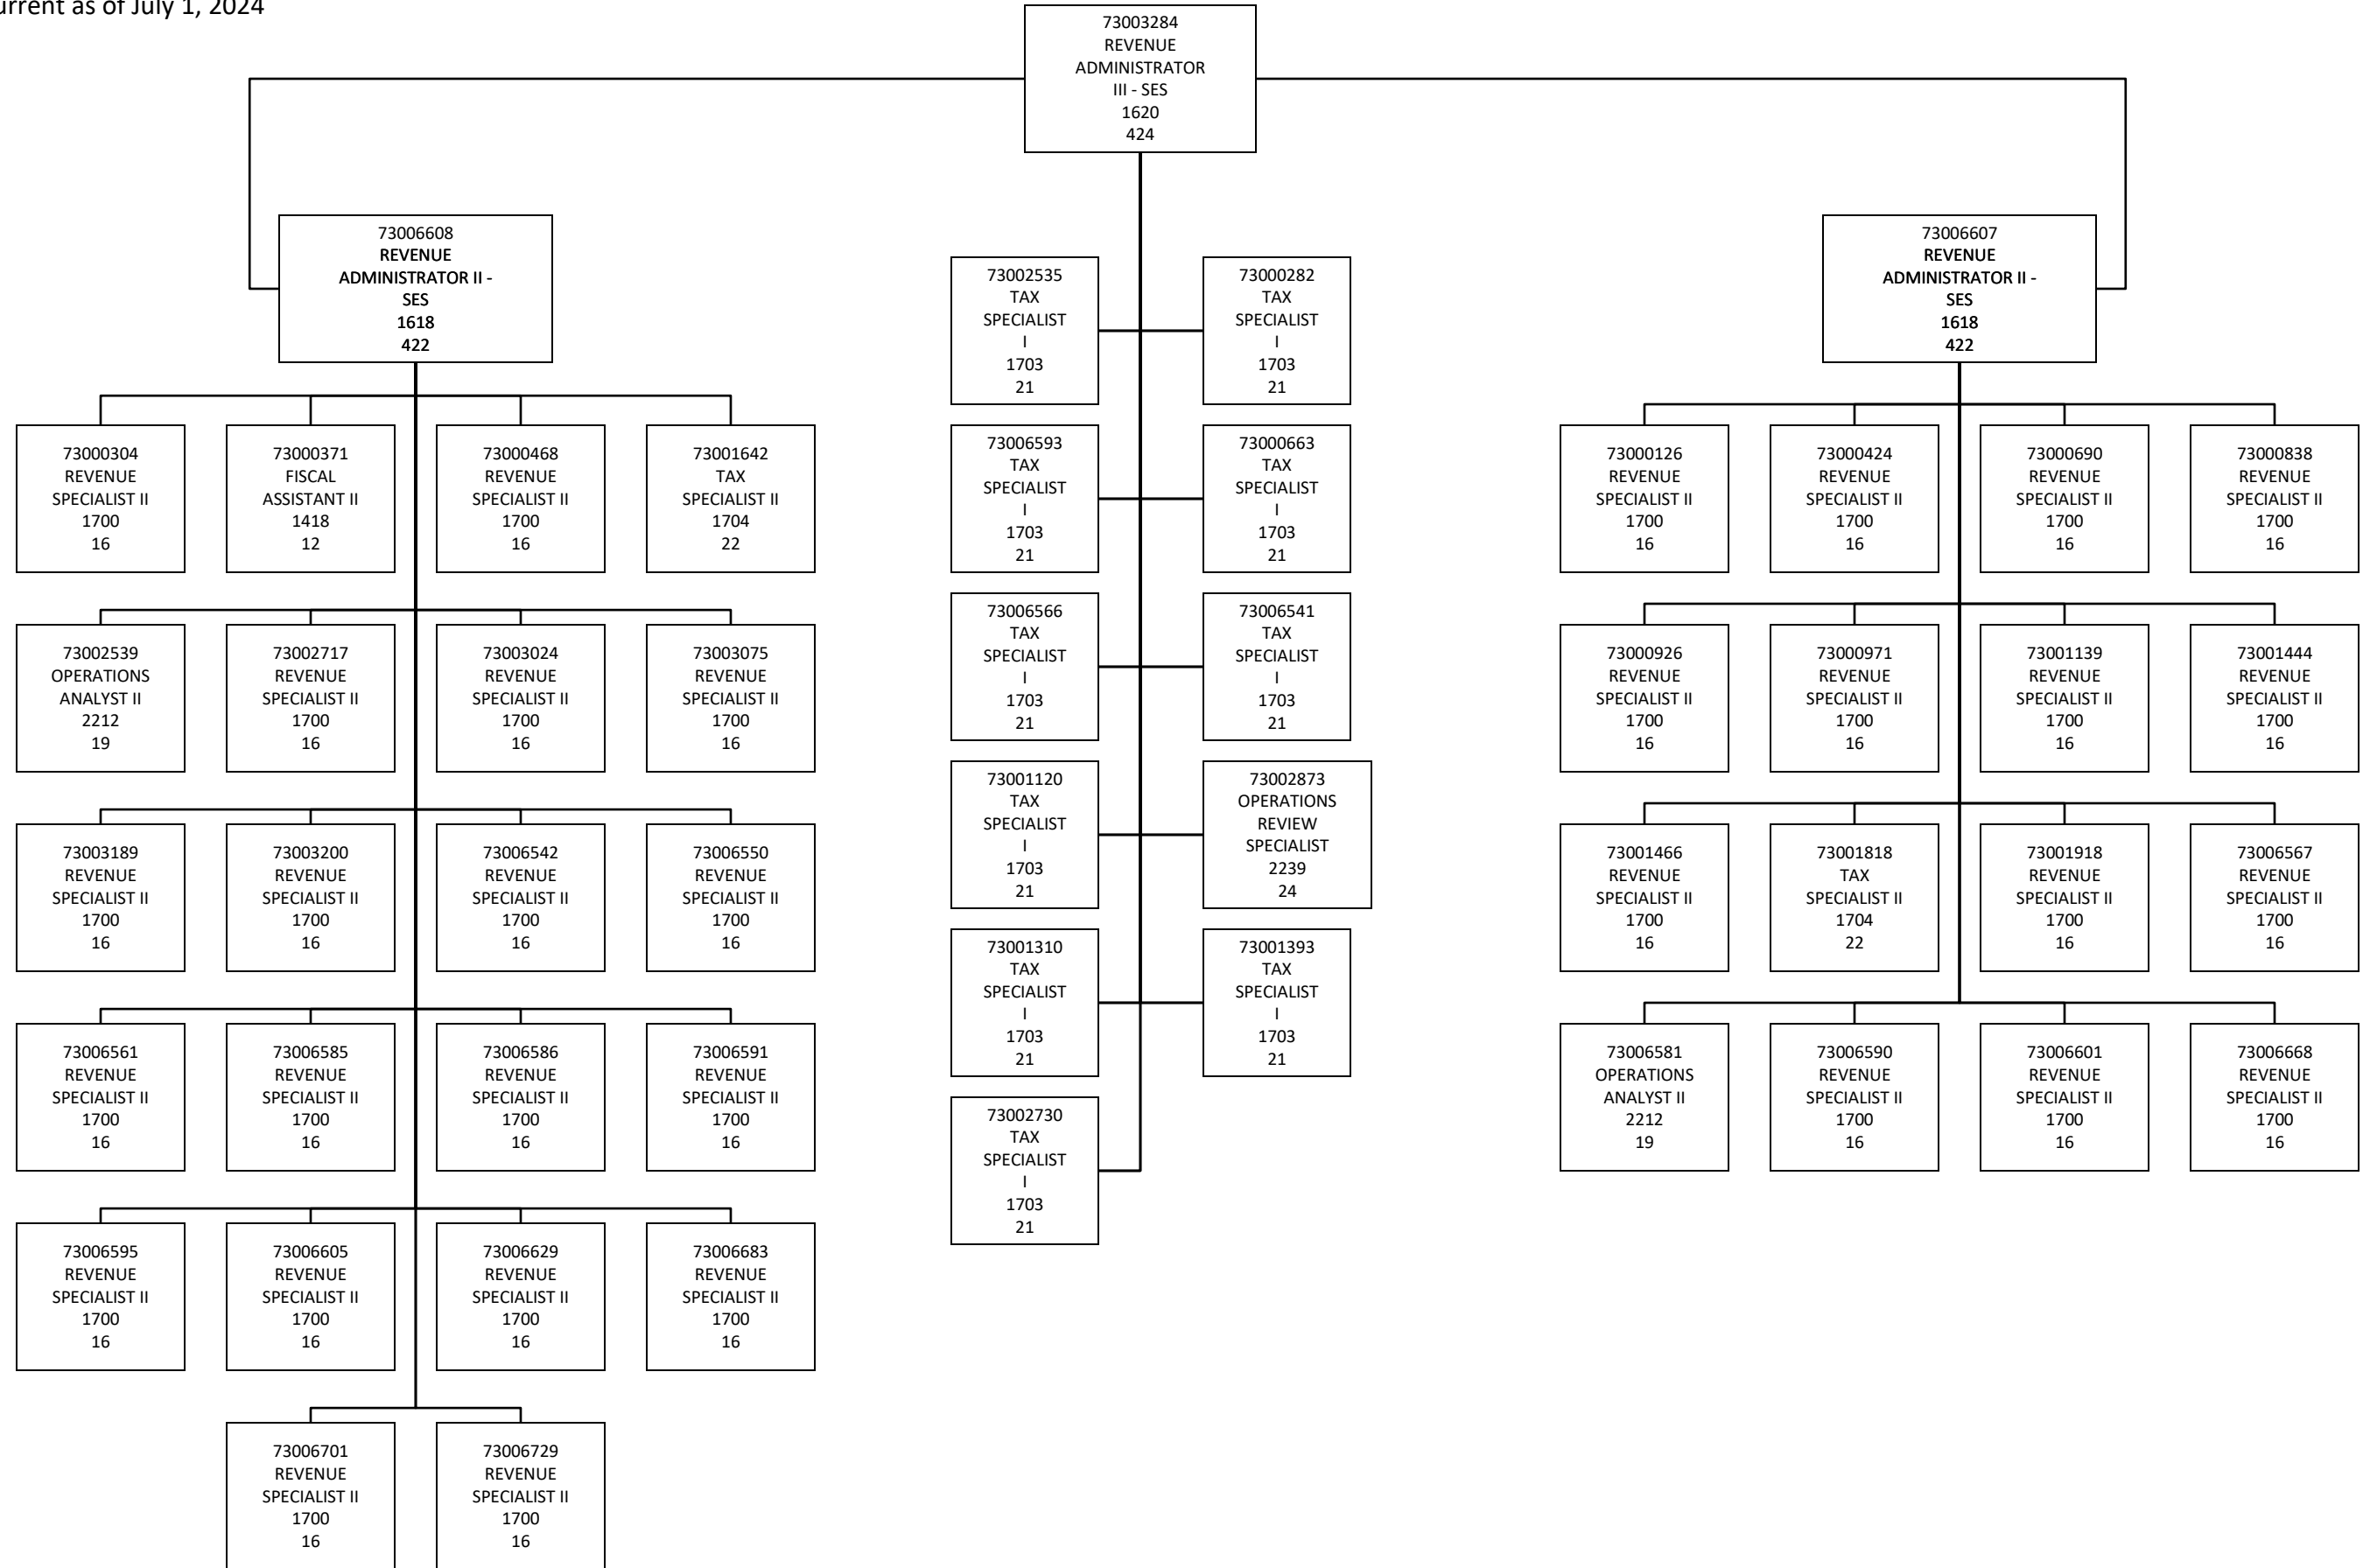 urrent as of July 1, 2024
73003284
REVENUE
ADMINISTRATOR
III - SES
1620
424
73006608
REVENUE
ADMINISTRATOR II -
SES
1618
422
73000304
REVENUE
SPECIALIST II
1700
16
73000371
FISCAL
ASSISTANT II
1418
12
73000468
REVENUE
SPECIALIST II
1700
16
73001642
TAX
SPECIALIST II
1704
22
73002539
OPERATIONS
ANALYST II
2212
19
73002717
REVENUE
SPECIALIST II
1700
16
73003024
REVENUE
SPECIALIST II
1700
16
73003075
REVENUE
SPECIALIST II
1700
16
73003189
REVENUE
SPECIALIST II
1700
16
73003200
REVENUE
SPECIALIST II
1700
16
73006542
REVENUE
SPECIALIST II
1700
16
73006550
REVENUE
SPECIALIST II
1700
16
73006561
REVENUE
SPECIALIST II
1700
16
73006585
REVENUE
SPECIALIST II
1700
16
73006586
REVENUE
SPECIALIST II
1700
16
73006591
REVENUE
SPECIALIST II
1700
16
73006595
REVENUE
SPECIALIST II
1700
16
73006605
REVENUE
SPECIALIST II
1700
16
73006629
REVENUE
SPECIALIST II
1700
16
73006683
REVENUE
SPECIALIST II
1700
16
73006701
REVENUE
SPECIALIST II
1700
16
73006729
REVENUE
SPECIALIST II
1700
16
73002535
TAX
SPECIALIST
I
1703
21
73000282
TAX
SPECIALIST
I
1703
21
73006593
TAX
SPECIALIST
I
1703
21
73000663
TAX
SPECIALIST
I
1703
21
73006566
TAX
SPECIALIST
I
1703
21
73006541
TAX
SPECIALIST
I
1703
21
73001120
TAX
SPECIALIST
I
1703
21
73002873
OPERATIONS
REVIEW
SPECIALIST
2239
24
73001310
TAX
SPECIALIST
I
1703
21
73001393
TAX
SPECIALIST
I
1703
21
73002730
TAX
SPECIALIST
I
1703
21
73006607
REVENUE
ADMINISTRATOR II -
SES
1618
422
73000126
REVENUE
SPECIALIST II
1700
16
73000424
REVENUE
SPECIALIST II
1700
16
73000690
REVENUE
SPECIALIST II
1700
16
73000838
REVENUE
SPECIALIST II
1700
16
73000926
REVENUE
SPECIALIST II
1700
16
73000971
REVENUE
SPECIALIST II
1700
16
73001139
REVENUE
SPECIALIST II
1700
16
73001444
REVENUE
SPECIALIST II
1700
16
73001466
REVENUE
SPECIALIST II
1700
16
73001818
TAX
SPECIALIST II
1704
22
73001918
REVENUE
SPECIALIST II
1700
16
73006567
REVENUE
SPECIALIST II
1700
16
73006581
OPERATIONS
ANALYST II
2212
19
73006590
REVENUE
SPECIALIST II
1700
16
73006601
REVENUE
SPECIALIST II
1700
16
73006668
REVENUE
SPECIALIST II
1700
16